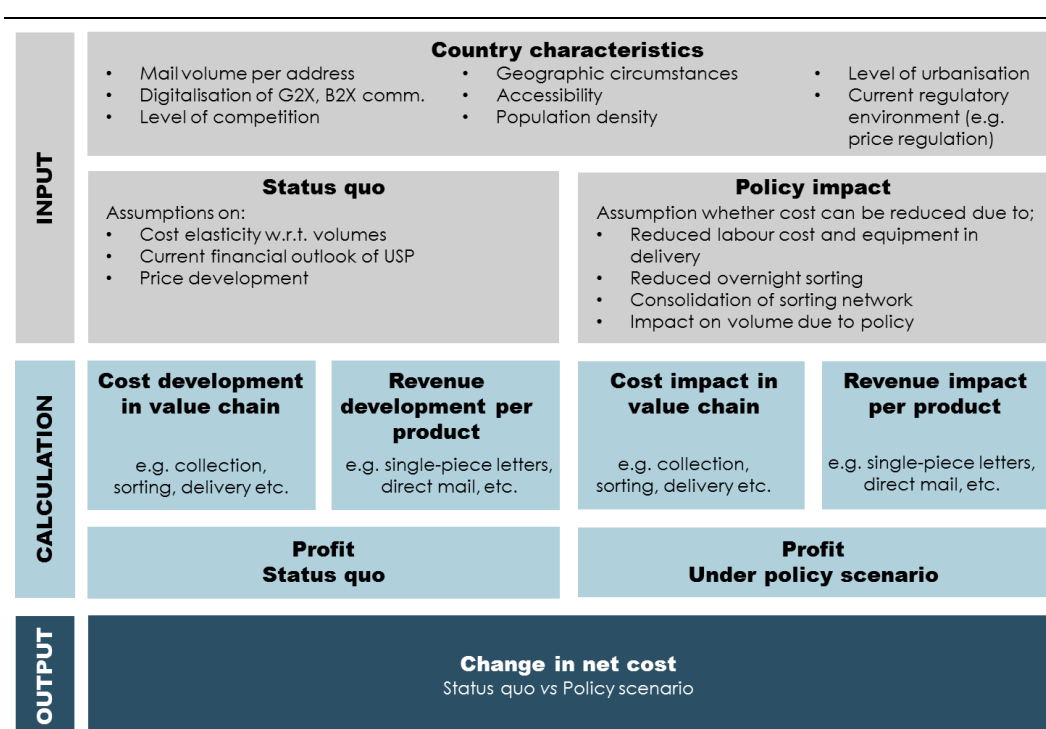 INPUT
Country characteristics
• Mail volume per address
• Digitalisation of G2X, B2X comm.
• Level of competition
• Geographic circumstances
• Accessibility
• Population density
• Level of urbanisation
• Current regulatory
environment (e.g.
price regulation)
Status quo
Assumptions on:
• Cost elasticity w.r.t. volumes
• Current financial outlook of USP
• Price development
Policy impact
Assumption whether cost can be reduced due to;
• Reduced labour cost and equipment in
delivery
• Reduced overnight sorting
• Consolidation of sorting network
• Impact on volume due to policy
CALCULATION
Cost development
in value chain
e.g. collection,
sorting, delivery etc.
Revenue
development per
product
e.g. single-piece letters,
direct mail, etc.
Cost impact in
value chain
e.g. collection,
sorting, delivery etc.
Revenue impact
per product
e.g. single-piece letters,
direct mail, etc.
Profit
Status quo
Profit
Under policy scenario
OUTPUT
Change in net cost
Status quo vs Policy scenario